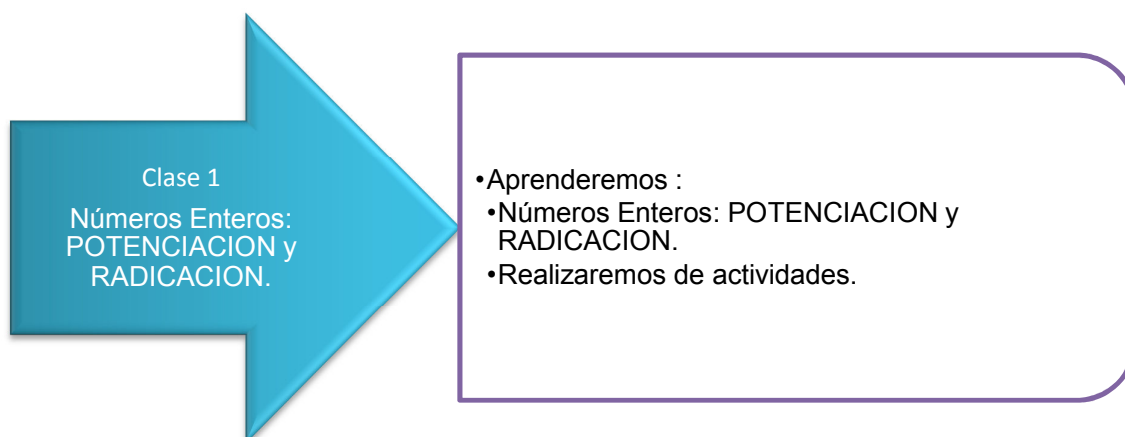 Clase 1
Números Enteros:
POTENCIACION y
RADICACION.
•Aprenderemos :
•Números Enteros: POTENCIACION y
RADICACION.
•Realizaremos de actividades.